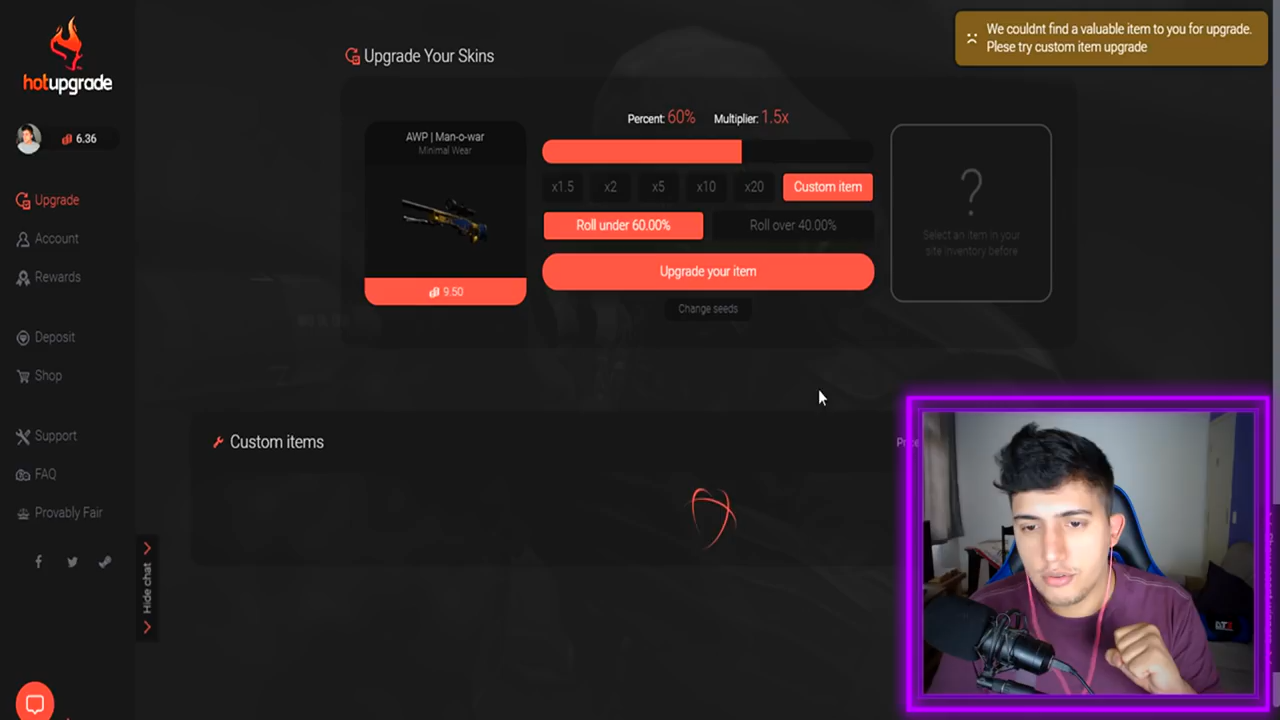 We couldnt find a valuable item to you for upgrade.
Plese try custom item upgrade
hotupgrade
6.36
Upgrade
Account
Rewards
Deposit
Shop
Support
FAQ
Provably Fair
Hide chat
Upgrade Your Skins
AWP | Man-o-war
Minimal Wear
9.50
Percent: 60% Multiplier: 1.5x
x1.5 x2 x5 x10 x20 Custom item
Roll under 60.00% Roll over 40.00%
Upgrade your item
Change seeds
?
Select an item in your
site inventory before
Custom items